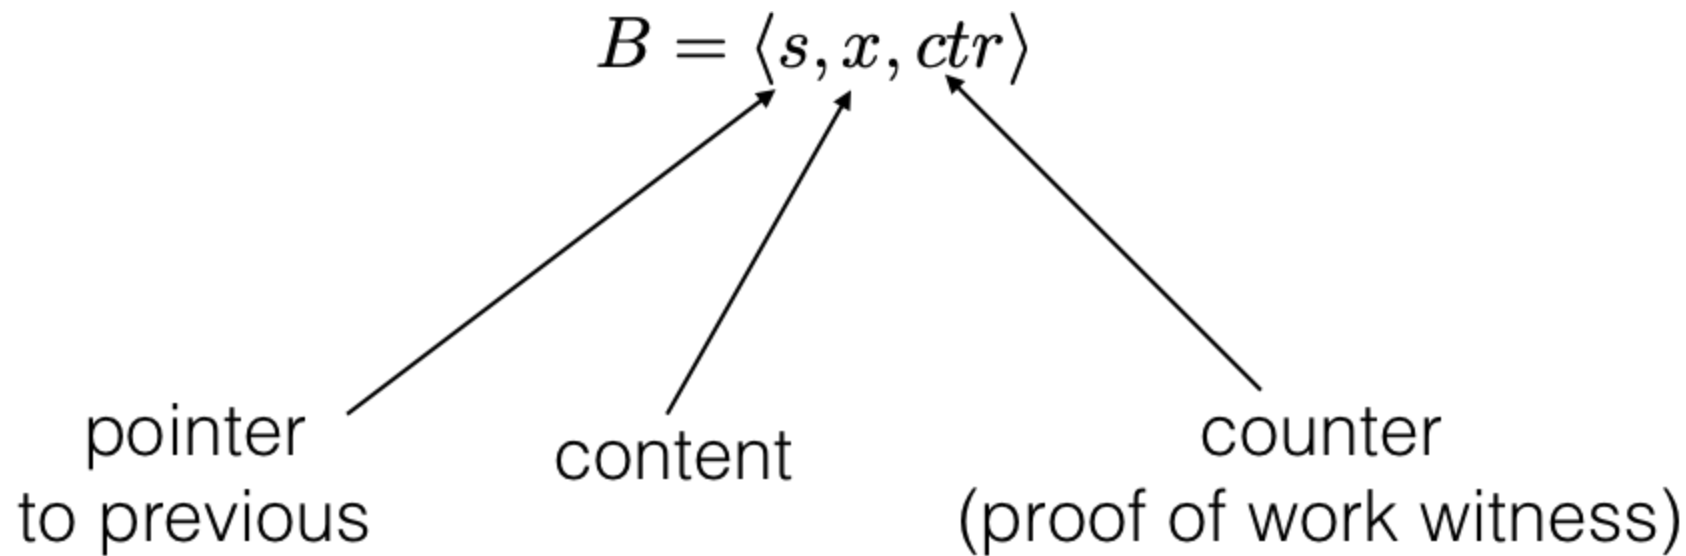 B = ⟨s, x, ctr⟩
pointer
to previous
content
counter
(proof of work witness)